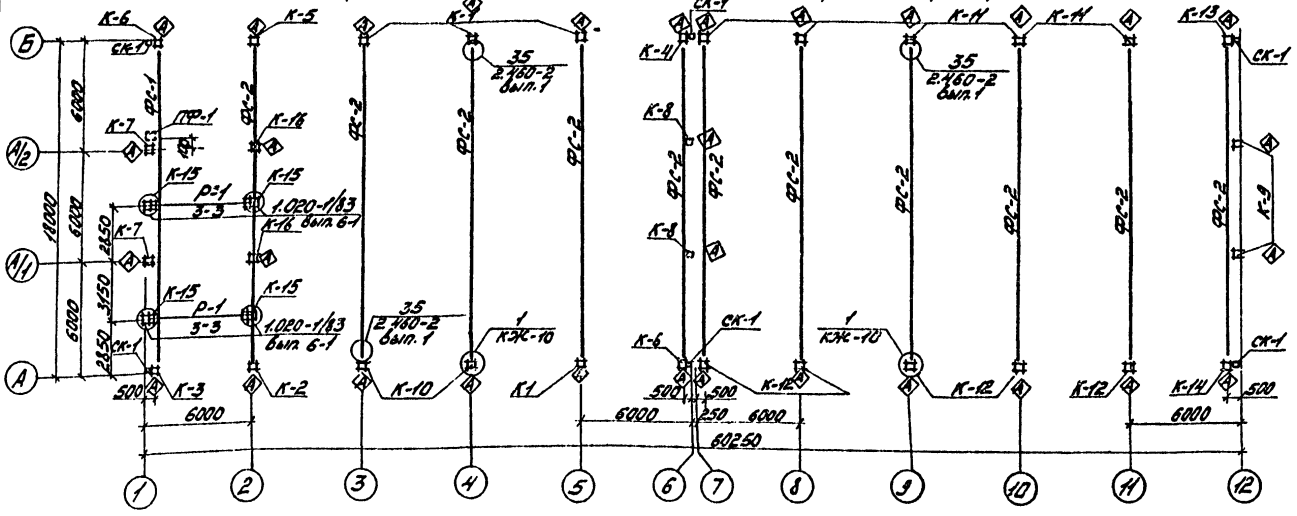 К-6
К-5
К-1
СК-1
К-11
К-11
К-13
А
А
А
А
А
А
А
А
А
А
А
А
Б
СК-1
К-4
СК-1
35
2.460-2
Вып. 1
35
2.460-2
Вып. 1
ФС-1
ФС-2
ФС-2
ФС-2
ФС-2
ФС-2
ФС-2
ФС-2
ФС-2
ФС-2
ФС-2
6000
К-7
ПФ-1
К-16
К-8
А/2
А
А
А
А
К-15
К-15
Р-1
3-3
1.020-1/83
Вып. 6-1
К-9
18000
6000
2850
К-7
К-16
К-8
А/1
А
А
А
А
3150
К-15
К-15
Р-1
3-3
1.020-1/83
Вып. 6-1
35
2.460-2
Вып. 1
1
КЖ-10
СК-1
1
КЖ-10
6000
2850
СК-1
К-6
СК-1
А
К-3
К-2
К-10
К1
К-12
К-12
К-12
К-14
А
А
А
А
А
А
А
А
А
А
А
А
500
500
500
500
6000
6000
250
6000
6000
60250
1
2
3
4
5
6
7
8
9
10
11
12